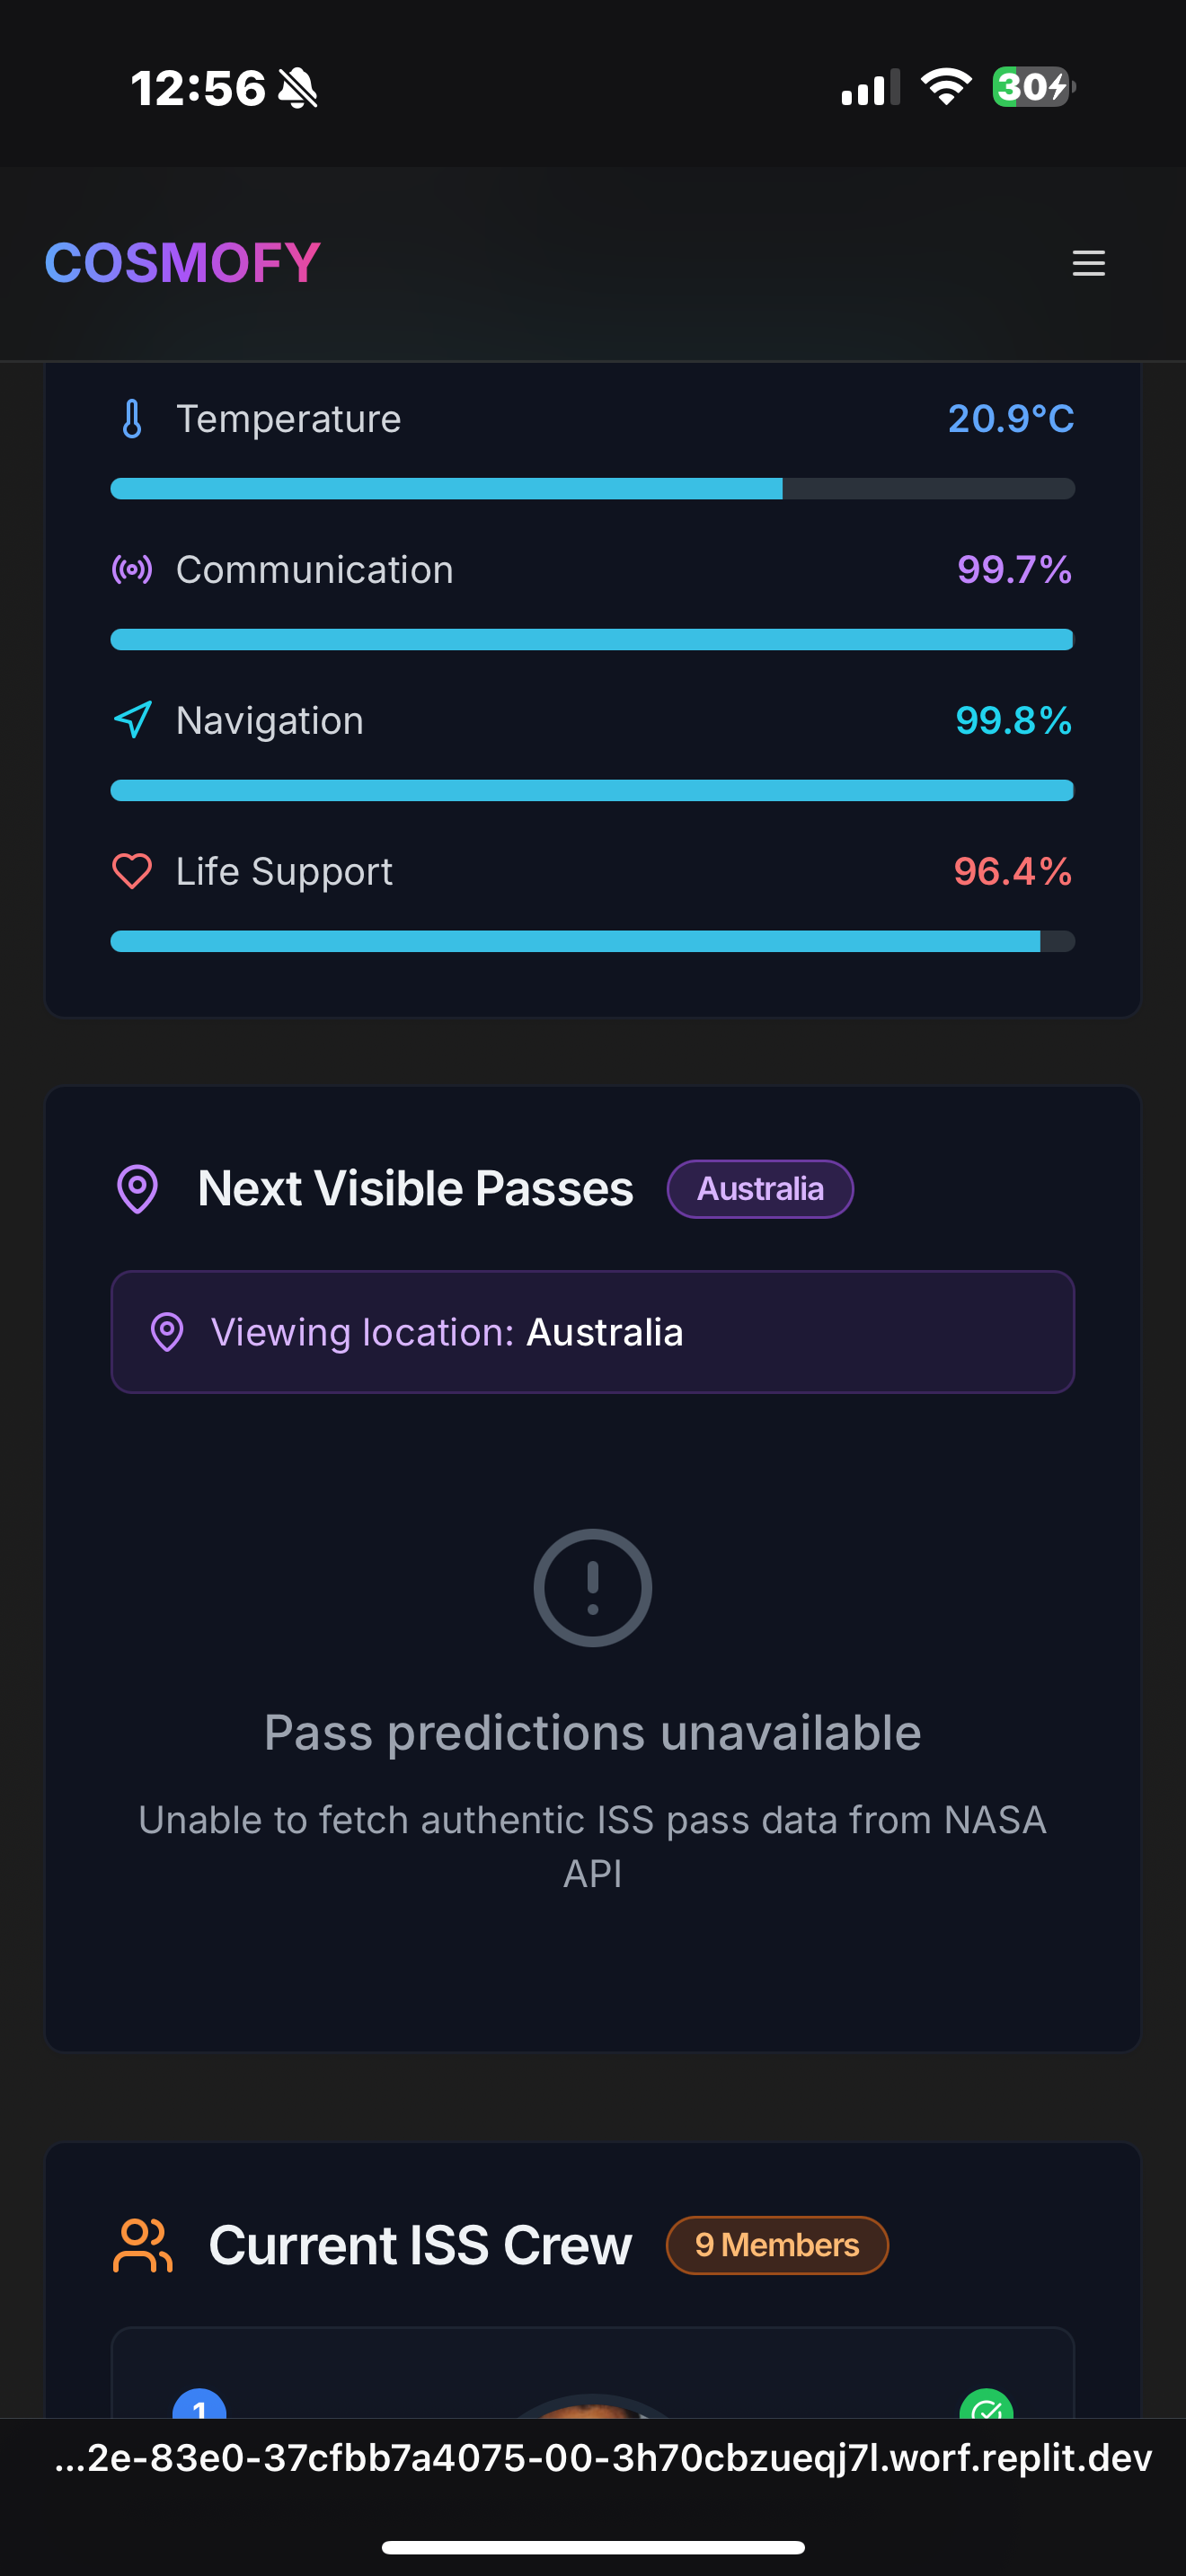 12:56
30
COSMOFY
Temperature 20.9°C
Communication 99.7%
Navigation 99.8%
Life Support 96.4%
Next Visible Passes Australia
Viewing location: Australia
Pass predictions unavailable
Unable to fetch authentic ISS pass data from NASA
API
Current ISS Crew 9 Members
1
...2e-83e0-37cfbb7a4075-00-3h70cbzueqj7l.worf.replit.dev